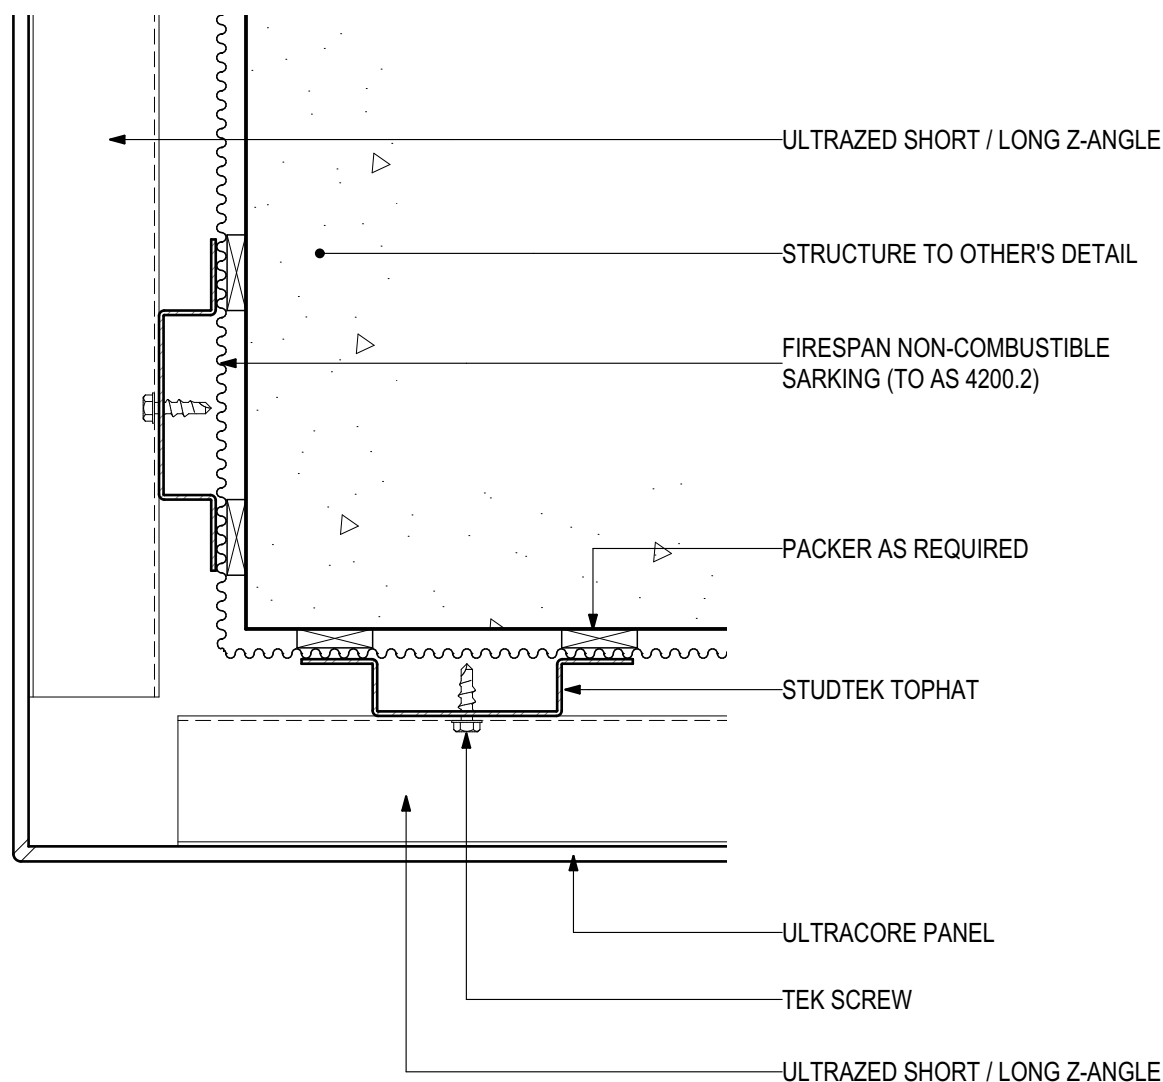 ULTRAZED SHORT / LONG Z-ANGLE
STRUCTURE TO OTHER'S DETAIL
FIRESPAN NON-COMBUSTIBLE
SARKING (TO AS 4200.2)
PACKER AS REQUIRED
STUDTEK TOPHAT
ULTRACORE PANEL
TEK SCREW
ULTRAZED SHORT / LONG Z-ANGLE